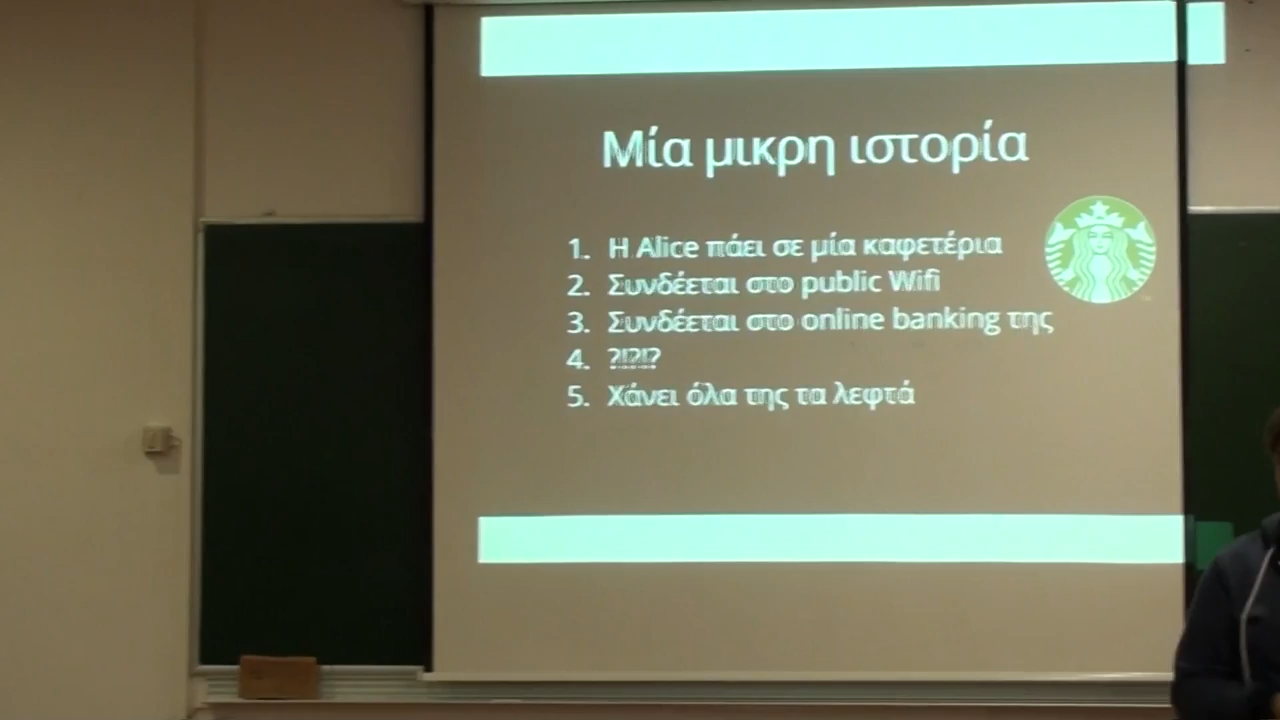 Μία μικρη ιστορία
1. Η Alice πάει σε μία καφετέρια
2. Συνδέεται στο public Wifi
3. Συνδέεται στο online banking της
4. ?!?!?
5. Χάνει όλα της τα λεφτά